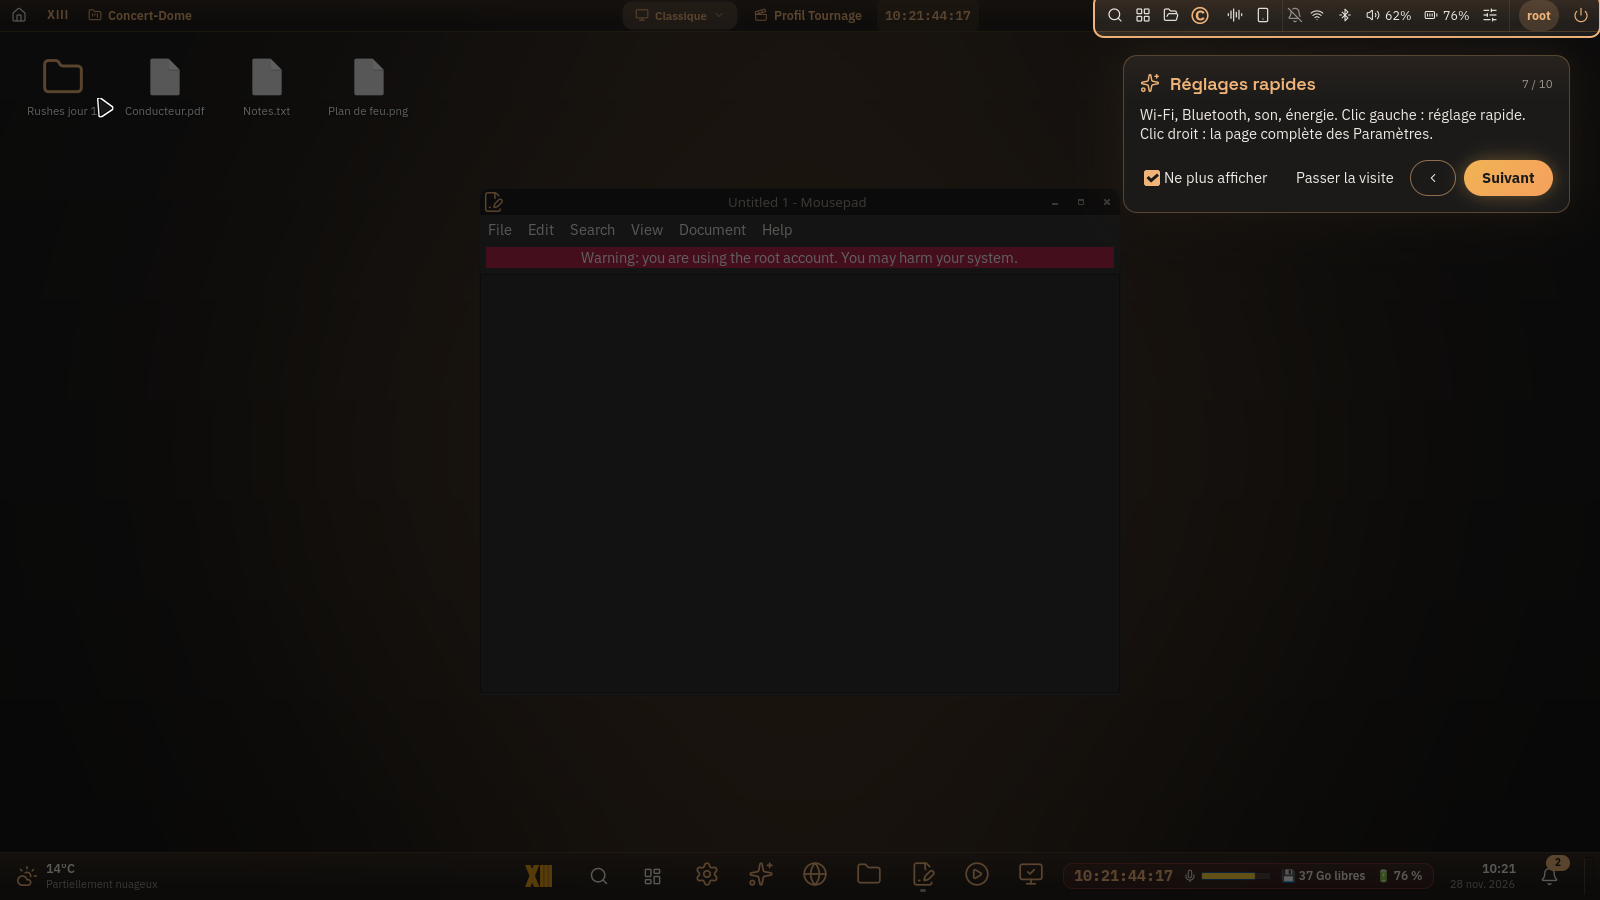 XIII
Concert-Dome
Classique
Profil Tournage
10:21:44:17
62%
76%
root
Rushes jour 1
Conducteur.pdf
Notes.txt
Plan de feu.png
Réglages rapides
7 / 10
Wi-Fi, Bluetooth, son, énergie. Clic gauche : réglage rapide.
Clic droit : la page complète des Paramètres.
Ne plus afficher
Passer la visite
Suivant
Untitled 1 - Mousepad
File Edit Search View Document Help
Warning: you are using the root account. You may harm your system.
14°C
Partiellement nuageux
XIII
10:21:44:17
37 Go libres
76 %
10:21
28 nov. 2026
2